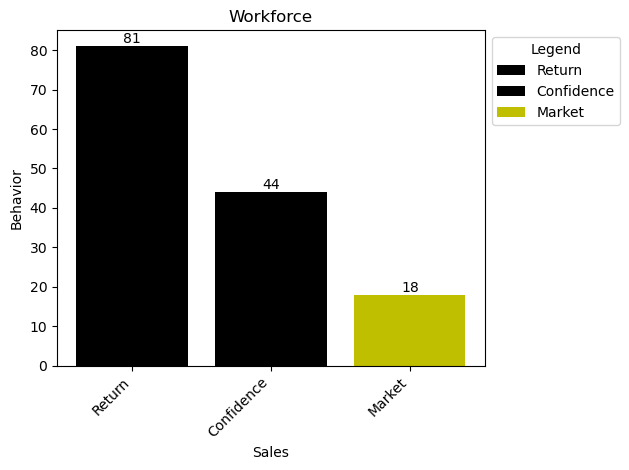 Workforce
Behavior
80
70
60
50
40
30
20
10
0
81
44
18
Return
Confidence
Market
Sales
Legend
Return
Confidence
Market